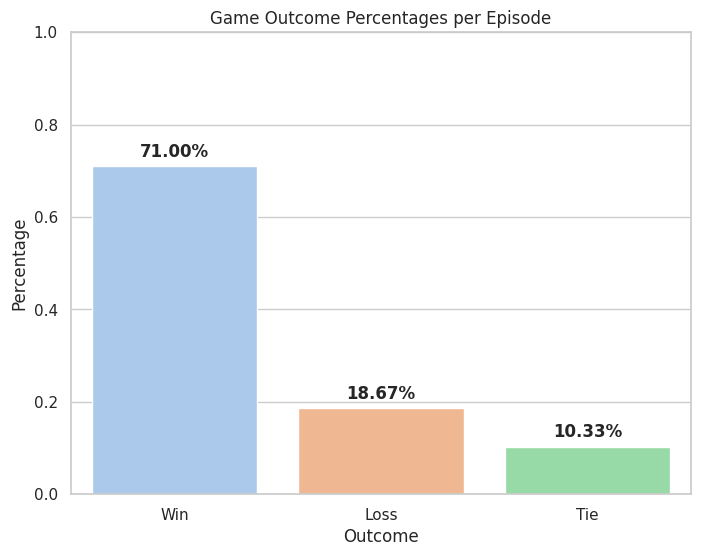 Game Outcome Percentages per Episode
1.0
0.8
0.6
0.4
0.2
0.0
Percentage
71.00%
18.67%
10.33%
Win Loss Tie
Outcome